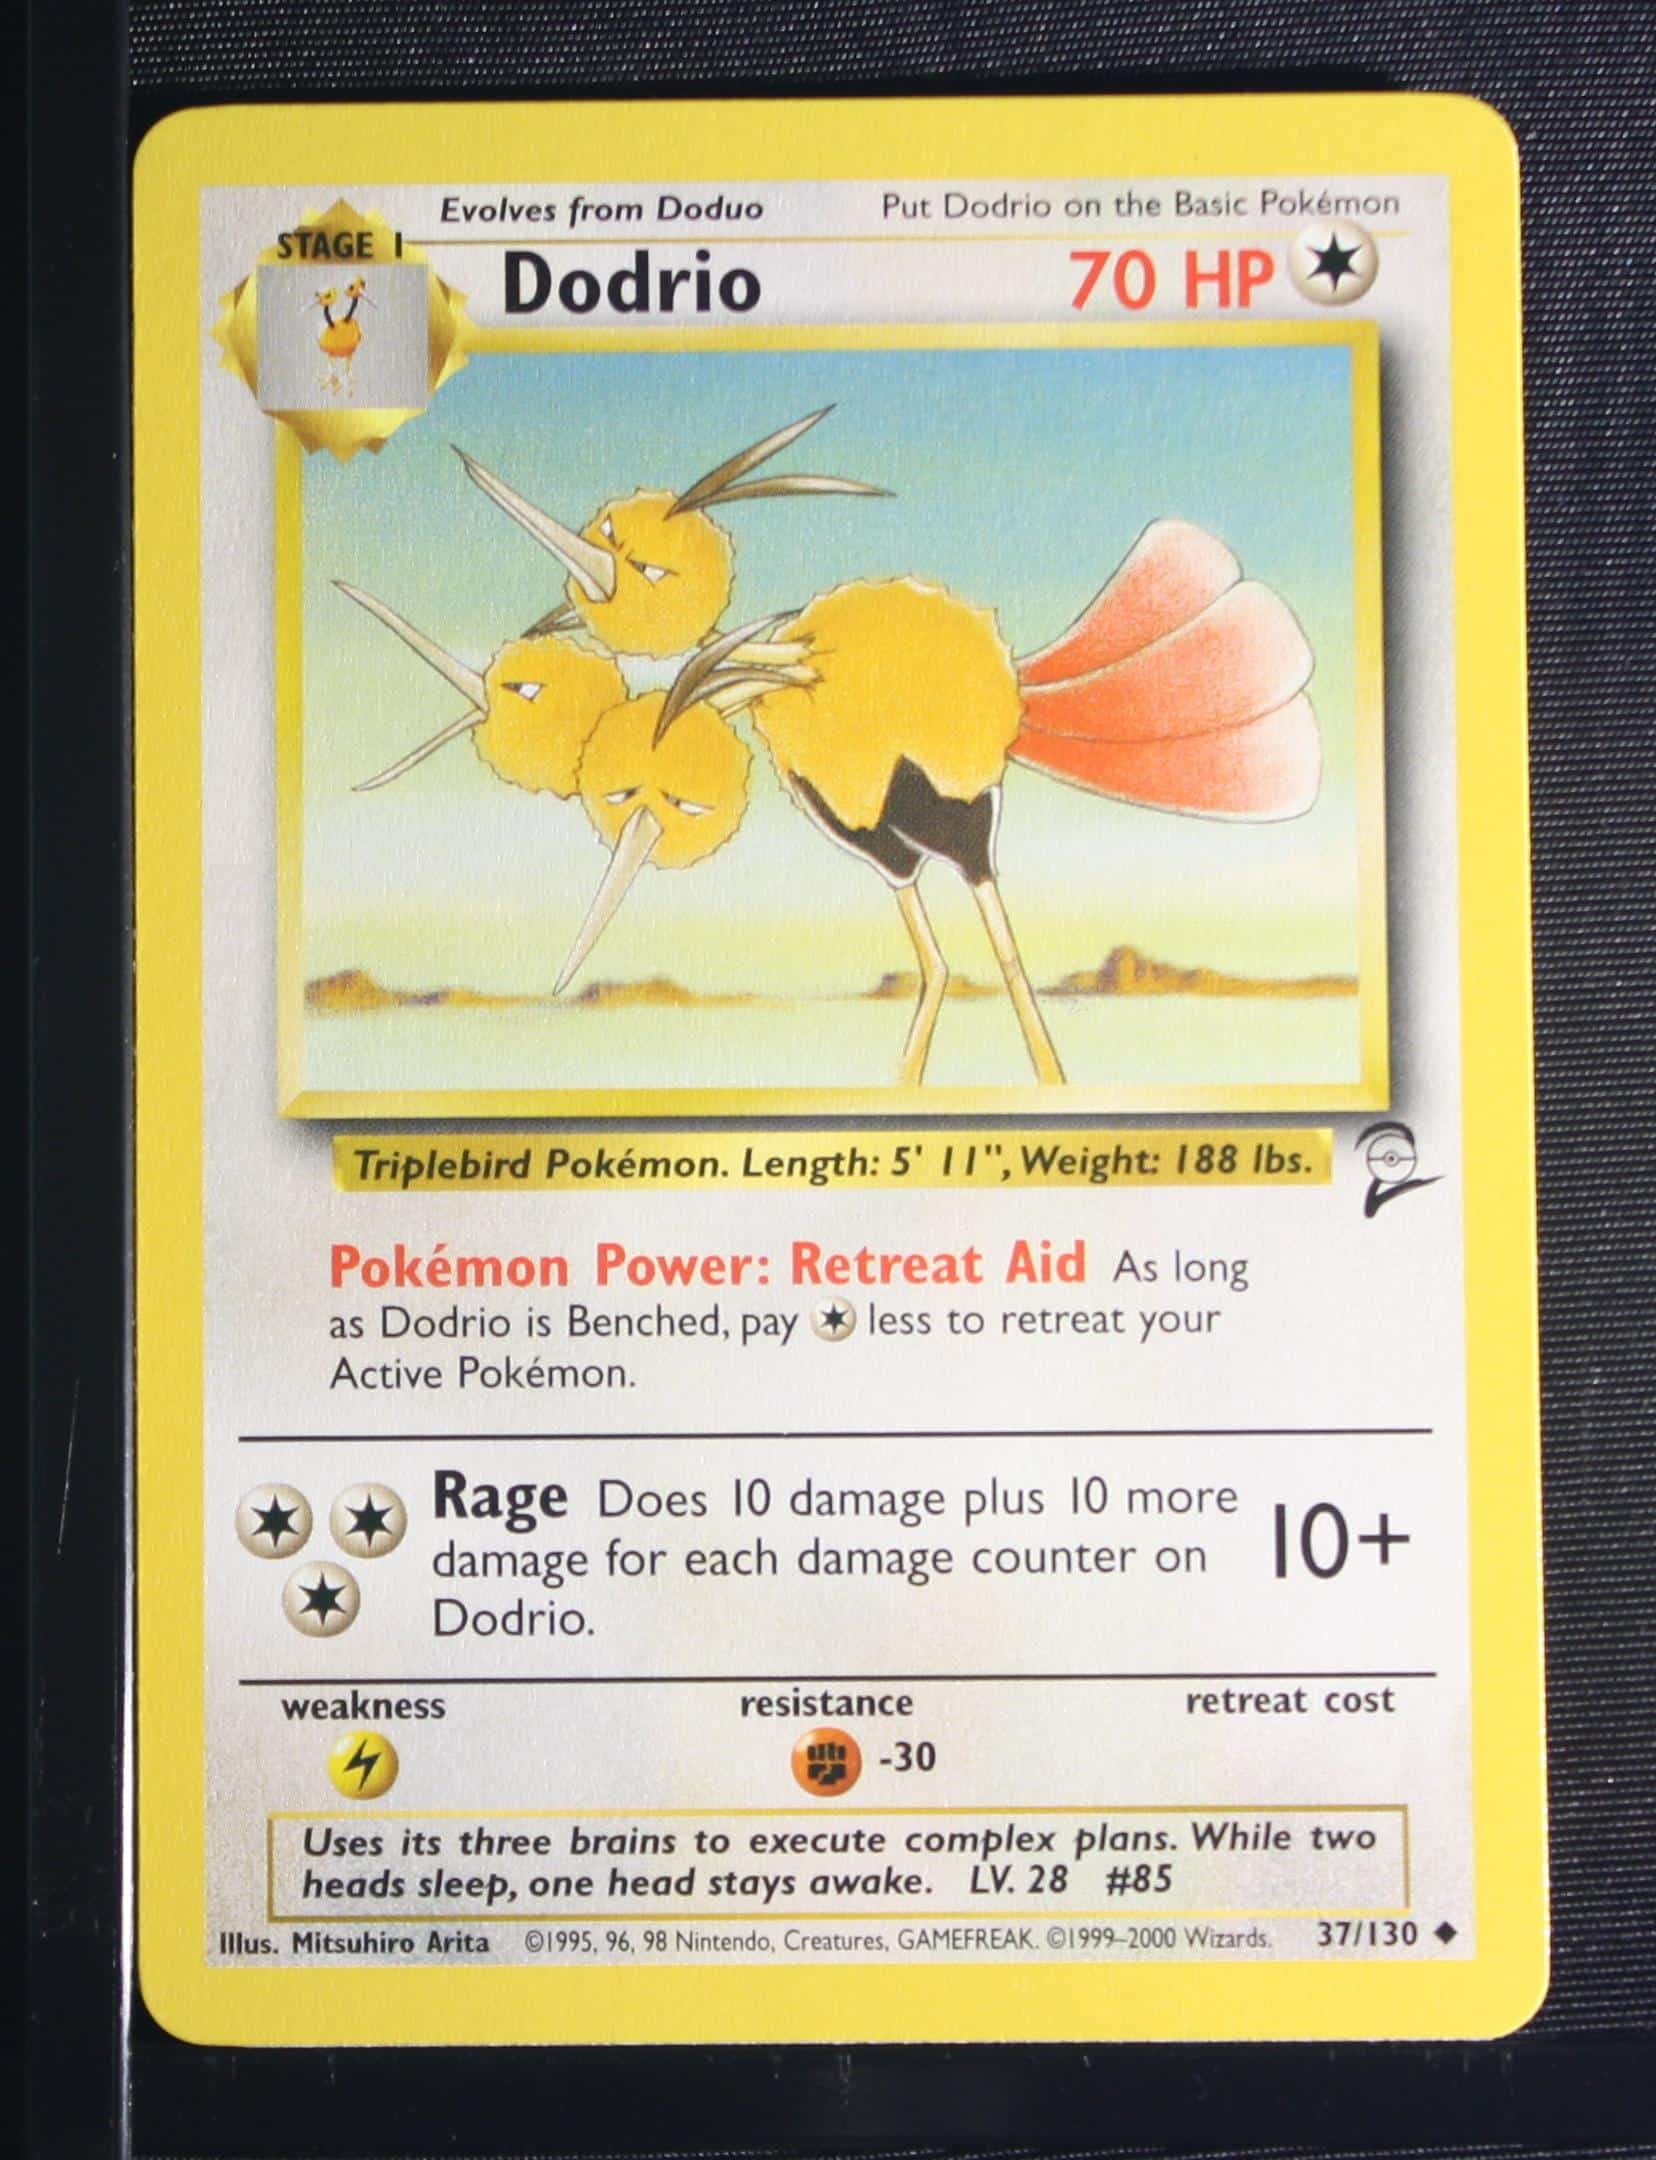 Evolves from Doduo Put Dodrio on the Basic Pokémon
STAGE 1
Dodrio 70 HP
Triplebird Pokémon. Length: 5' 11", Weight: 188 lbs.
Pokémon Power: Retreat Aid As long
as Dodrio is Benched, pay less to retreat your
Active Pokémon.
Rage Does 10 damage plus 10 more
damage for each damage counter on
Dodrio.
10+
weakness resistance retreat cost
-30
Uses its three brains to execute complex plans. While two
heads sleep, one head stays awake. LV. 28 #85
Illus. Mitsuhiro Arita ©1995, 96, 98 Nintendo, Creatures, GAMEFREAK. ©1999–2000 Wizards. 37/130